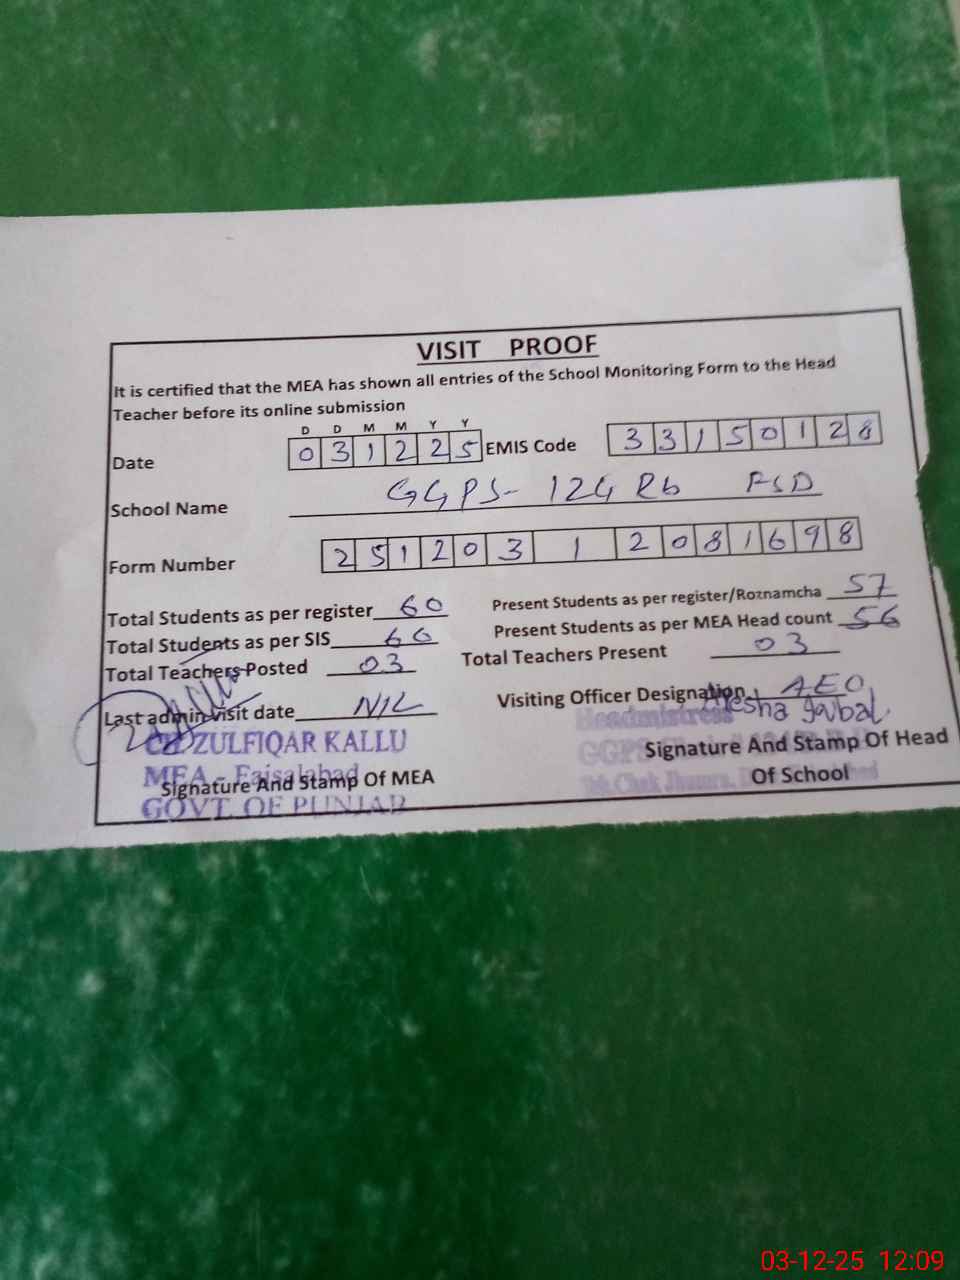 VISIT PROOF
It is certified that the MEA has shown all entries of the School Monitoring Form to the Head
Teacher before its online submission
D D M M Y Y
Date 0 3 1 2 2 5 EMIS Code 3 3 1 5 0 1 2 8
School Name GGPS- 124 Rb FSD
Form Number 2 5 1 2 0 3 1 2 0 8 1 6 9 8
Total Students as per register 60 Present Students as per register/Roznamcha 57
Total Students as per SIS 60 Present Students as per MEA Head count 56
Total Teachers Posted 03 Total Teachers Present 03
Last admin visit date NIL Visiting Officer Designation AEO
CH ZULFIQAR KALLU
MEA - Faisalabad
GOVT. OF PUNJAB
Signature And Stamp Of MEA
Headmistress
GGPS
Iqbal
Signature And Stamp Of Head
Of School
03-12-25 12:09